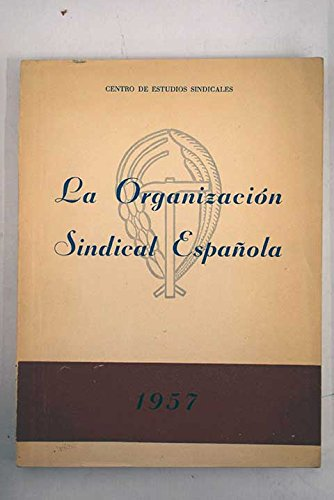 CENTRO DE ESTUDIOS SINDICALES
La Organización
Sindical Española
1957